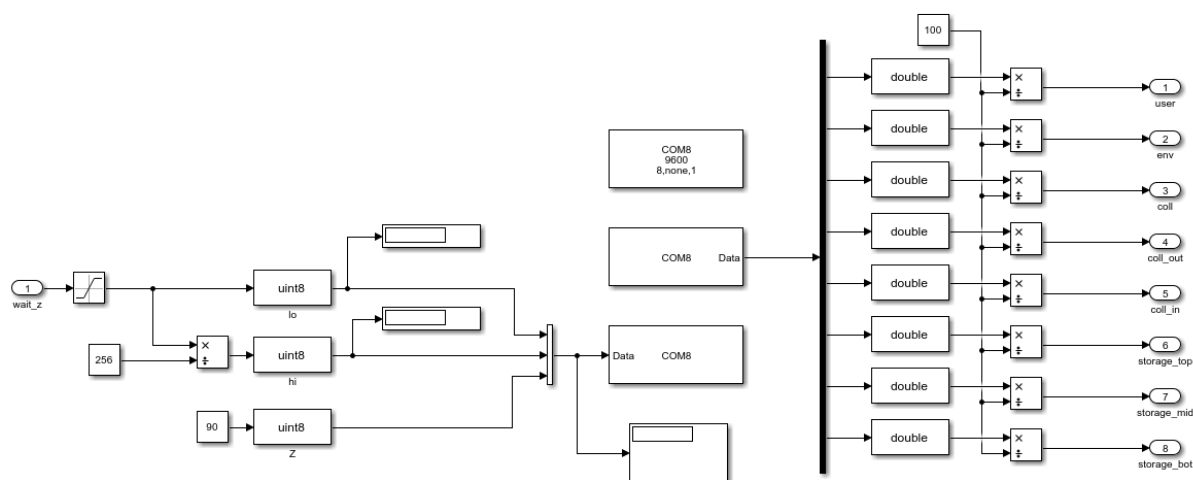 1
wait_z
×
÷
256
uint8
lo
uint8
hi
90
uint8
Z
COM8
9600
8,none,1
COM8
Data
Data
COM8
100
double
×
÷
1
user
double
×
÷
2
env
double
×
÷
3
coll
double
×
÷
4
coll_out
double
×
÷
5
coll_in
double
×
÷
6
storage_top
double
×
÷
7
storage_mid
double
×
÷
8
storage_bot